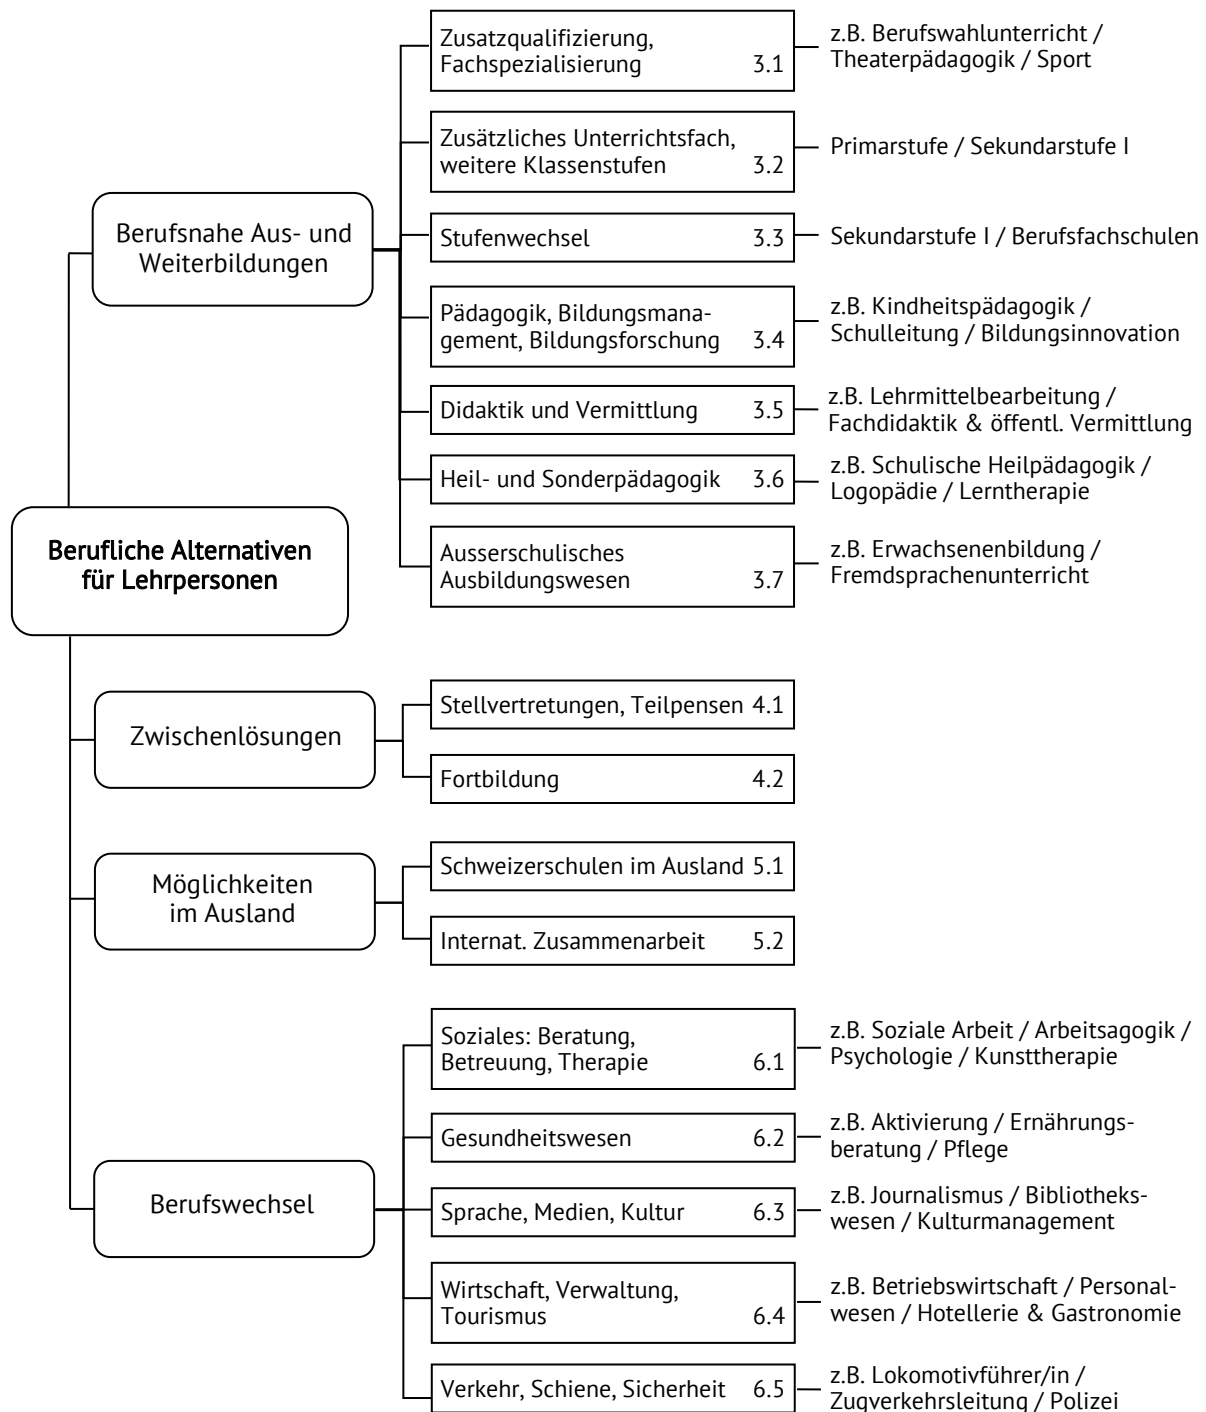 Zusatzqualifizierung,
Fachspezialisierung 3.1
z.B. Berufswahlunterricht /
Theaterpädagogik / Sport
Zusätzliches Unterrichtsfach,
weitere Klassenstufen 3.2
Primarstufe / Sekundarstufe I
Berufsnahe Aus- und
Weiterbildungen
Stufenwechsel 3.3
Sekundarstufe I / Berufsfachschulen
Pädagogik, Bildungsmana-
gement, Bildungsforschung 3.4
z.B. Kindheitspädagogik /
Schulleitung / Bildungsinnovation
Didaktik und Vermittlung 3.5
z.B. Lehrmittelbearbeitung /
Fachdidaktik & öffentl. Vermittlung
Heil- und Sonderpädagogik 3.6
z.B. Schulische Heilpädagogik /
Logopädie / Lerntherapie
Berufliche Alternativen
für Lehrpersonen
Ausserschulisches
Ausbildungswesen 3.7
z.B. Erwachsenenbildung /
Fremdsprachenunterricht
Zwischenlösungen
Stellvertretungen, Teilpensen 4.1
Fortbildung 4.2
Möglichkeiten
im Ausland
Schweizerschulen im Ausland 5.1
Internat. Zusammenarbeit 5.2
Soziales: Beratung,
Betreuung, Therapie 6.1
z.B. Soziale Arbeit / Arbeitsagogik /
Psychologie / Kunsttherapie
Gesundheitswesen 6.2
z.B. Aktivierung / Ernährungs-
beratung / Pflege
Berufswechsel
Sprache, Medien, Kultur 6.3
z.B. Journalismus / Bibliotheks-
wesen / Kulturmanagement
Wirtschaft, Verwaltung,
Tourismus 6.4
z.B. Betriebswirtschaft / Personal-
wesen / Hotellerie & Gastronomie
Verkehr, Schiene, Sicherheit 6.5
z.B. Lokomotivführer/in /
Zugverkehrsleitung / Polizei